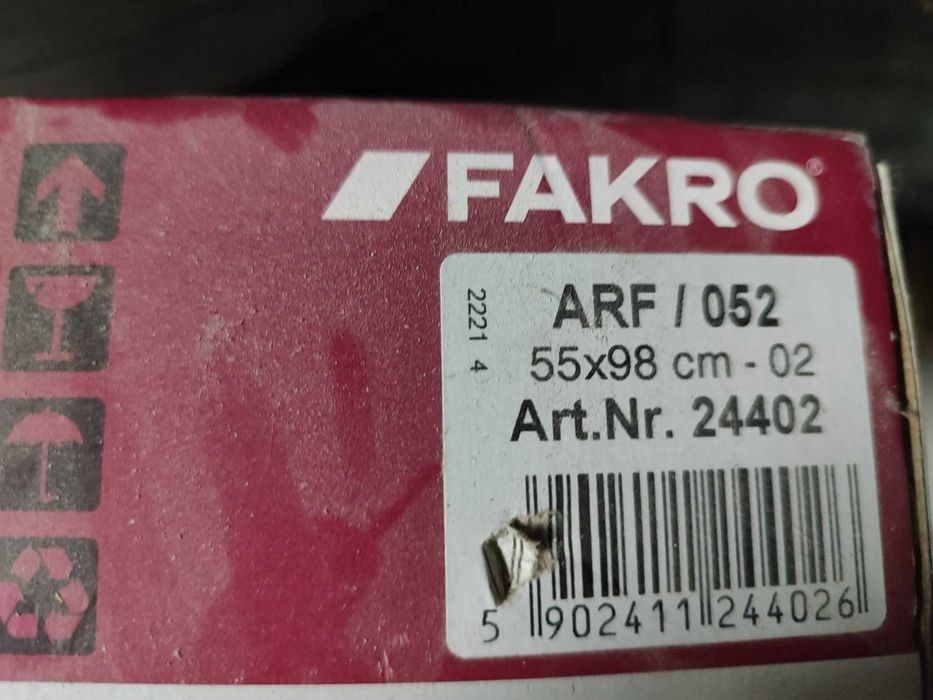 FAKRO®
2221 4
ARF / 052
55x98 cm - 02
Art.Nr. 24402
5 902411 244026